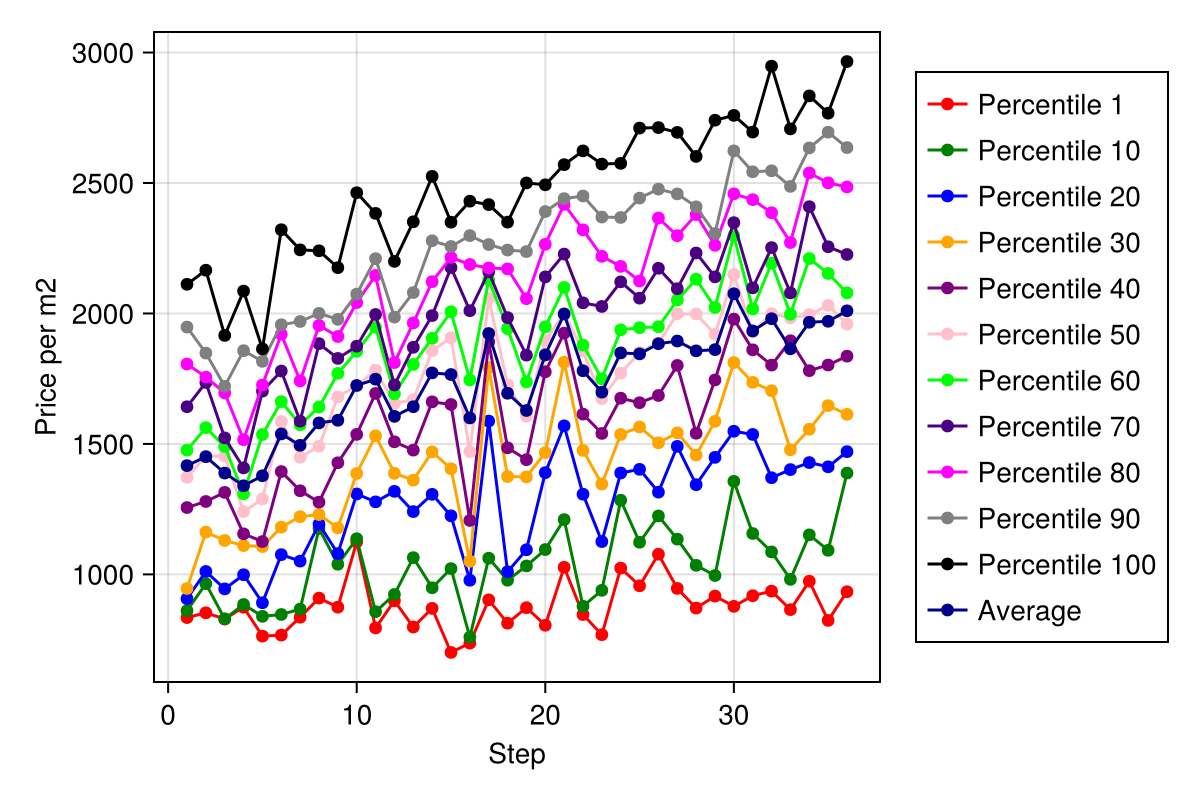 3000
2500
2000
1500
1000
Price per m2
0
10
20
30
Step
Percentile 1
Percentile 10
Percentile 20
Percentile 30
Percentile 40
Percentile 50
Percentile 60
Percentile 70
Percentile 80
Percentile 90
Percentile 100
Average